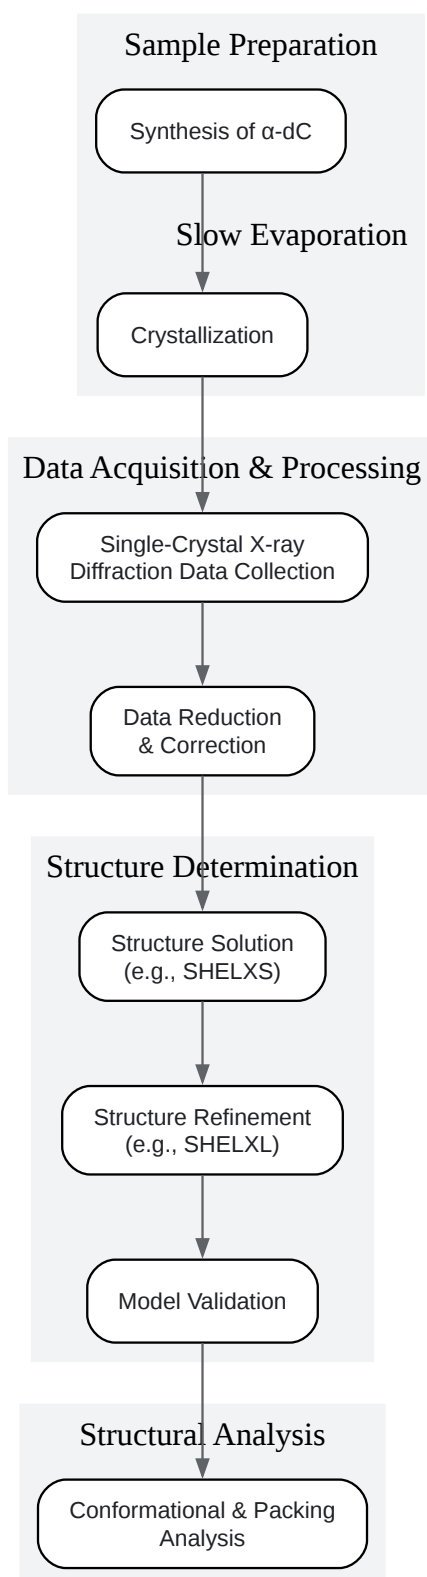 Sample Preparation
Synthesis of α-dC
Slow Evaporation
Crystallization
Data Acquisition & Processing
Single-Crystal X-ray
Diffraction Data Collection
Data Reduction
& Correction
Structure Determination
Structure Solution
(e.g., SHELXS)
Structure Refinement
(e.g., SHELXL)
Model Validation
Structural Analysis
Conformational & Packing
Analysis